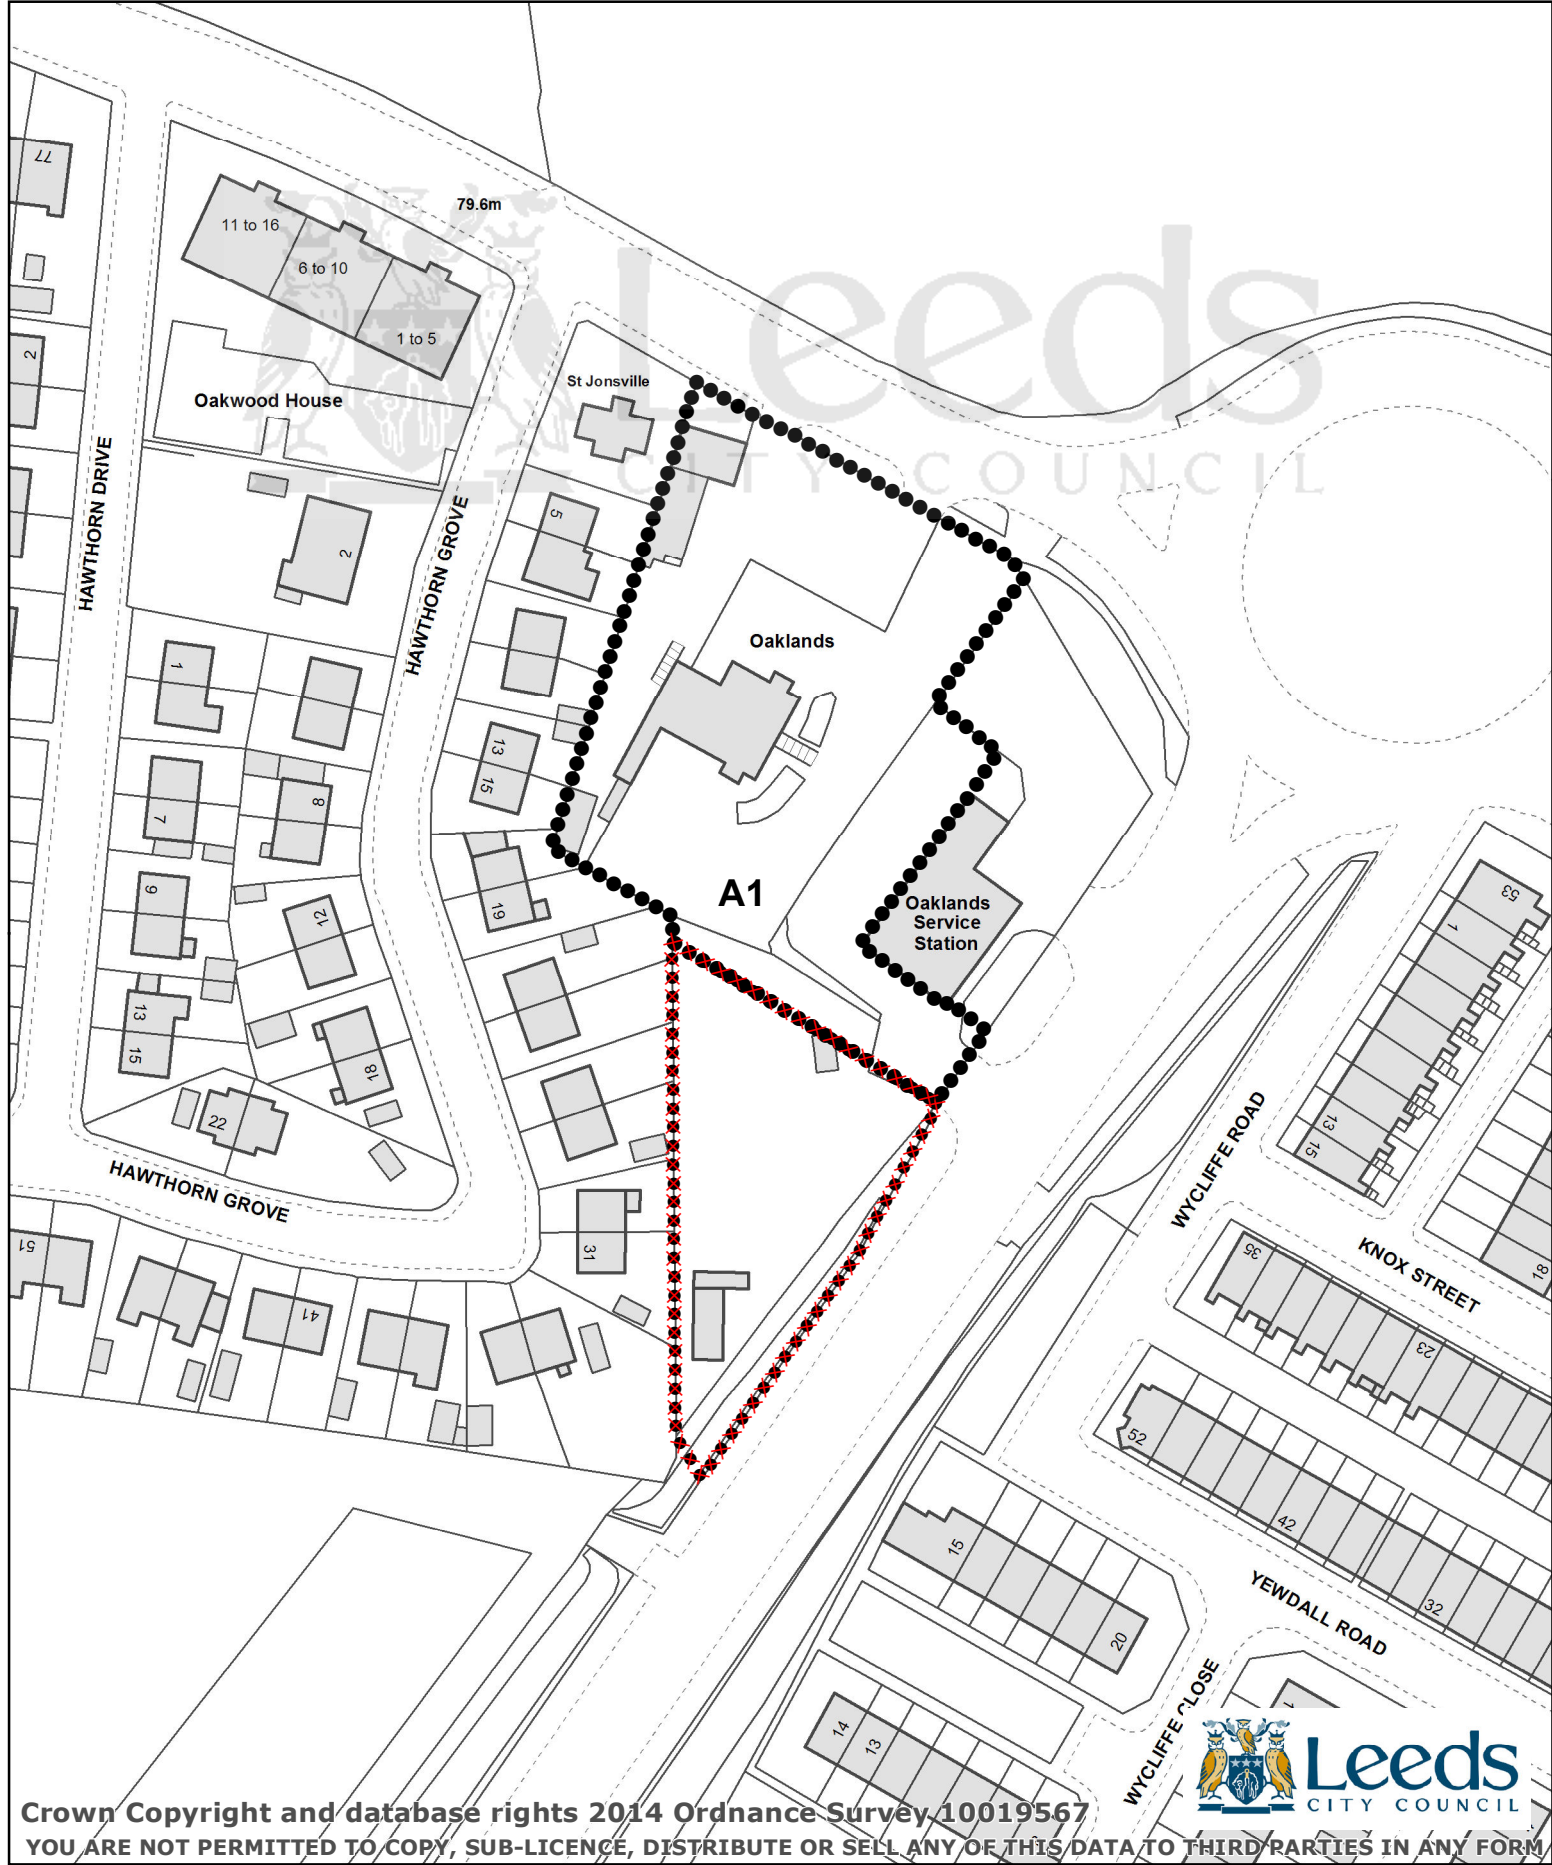 77
79.6m
11 to 16
6 to 10
1 to 5
Leeds
CITY COUNCIL
2
St Jonsville
Oakwood House
HAWTHORN DRIVE
5
2
HAWTHORN GROVE
Oaklands
1
13
15
7
8
53
1
9
19
12
A1
Oaklands
Service
Station
13
15
18
22
WYCLIFFE ROAD
13
15
HAWTHORN GROVE
51
31
35
KNOX STREET
18
41
23
52
42
15
20
YEWDALL ROAD
32
14
13
WYCLIFFE CLOSE
1
Leeds
CITY COUNCIL
Crown Copyright and database rights 2014 Ordnance Survey 10019567
YOU ARE NOT PERMITTED TO COPY, SUB-LICENCE, DISTRIBUTE OR SELL ANY OF THIS DATA TO THIRD PARTIES IN ANY FORM